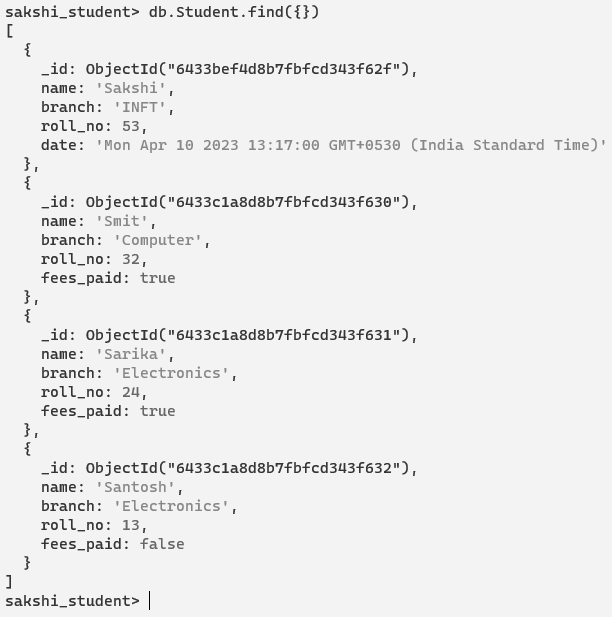 sakshi_student> db.Student.find({})
[
  {
    _id: ObjectId("6433bef4d8b7fbfcd343f62f"),
    name: 'Sakshi',
    branch: 'INFT',
    roll_no: 53,
    date: 'Mon Apr 10 2023 13:17:00 GMT+0530 (India Standard Time)'
  },
  {
    _id: ObjectId("6433c1a8d8b7fbfcd343f630"),
    name: 'Smit',
    branch: 'Computer',
    roll_no: 32,
    fees_paid: true
  },
  {
    _id: ObjectId("6433c1a8d8b7fbfcd343f631"),
    name: 'Sarika',
    branch: 'Electronics',
    roll_no: 24,
    fees_paid: true
  },
  {
    _id: ObjectId("6433c1a8d8b7fbfcd343f632"),
    name: 'Santosh',
    branch: 'Electronics',
    roll_no: 13,
    fees_paid: false
  }
]
sakshi_student>